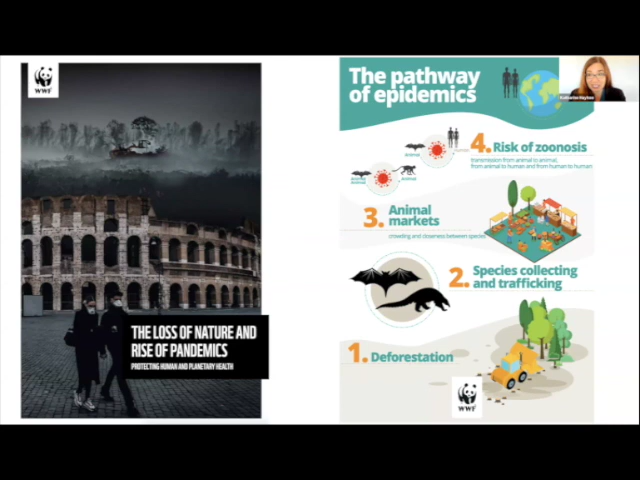 WWF
THE LOSS OF NATURE AND
RISE OF PANDEMICS
PROTECTING HUMAN AND PLANETARY HEALTH
The pathway
of epidemics
4. Risk of zoonosis
transmission from animal to animal,
from animal to human and from human to human
3. Animal
markets
crowding and closeness between species
2. Species collecting
and trafficking
1. Deforestation
WWF